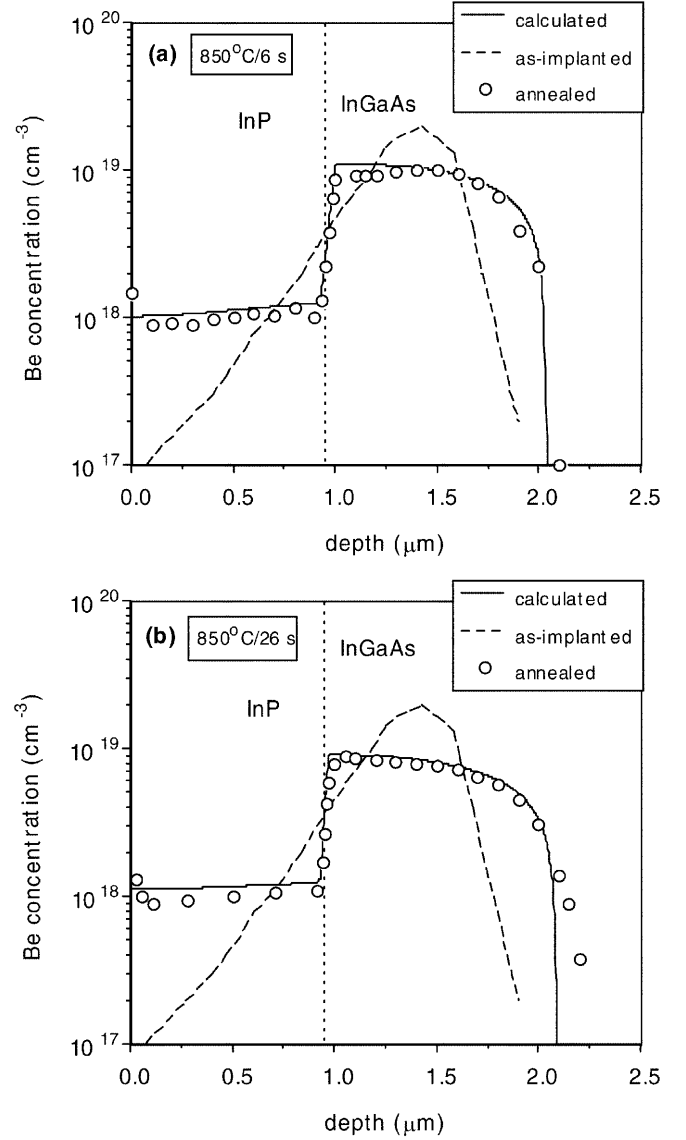 10 20
10 19
10 18
10 17
Be concentration (cm -3)
(a)
850°C/6 s
InP
InGaAs
calculated
as-implanted
annealed
0.0 0.5 1.0 1.5 2.0 2.5
depth (μm)
10 20
10 19
10 18
10 17
Be concentration (cm -3)
(b)
850°C/26 s
InP
InGaAs
calculated
as-implanted
annealed
0.0 0.5 1.0 1.5 2.0 2.5
depth (μm)